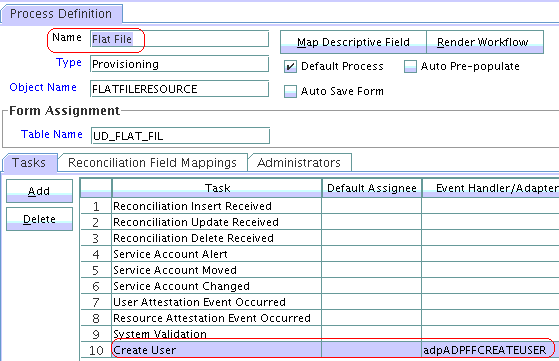 Process Definition
Name Flat File
Map Descriptive Field Render Workflow
Type Provisioning
Default Process Auto Pre-populate
Object Name FLATFILERESOURCE
Auto Save Form
Form Assignment
Table Name UD_FLAT_FIL
Tasks Reconciliation Field Mappings Administrators
Add
Delete
Task Default Assignee Event Handler/Adapter
1 Reconciliation Insert Received
2 Reconciliation Update Received
3 Reconciliation Delete Received
4 Service Account Alert
5 Service Account Moved
6 Service Account Changed
7 User Attestation Event Occurred
8 Resource Attestation Event Occurred
9 System Validation
10 Create User adpADPFFCREATEUSER